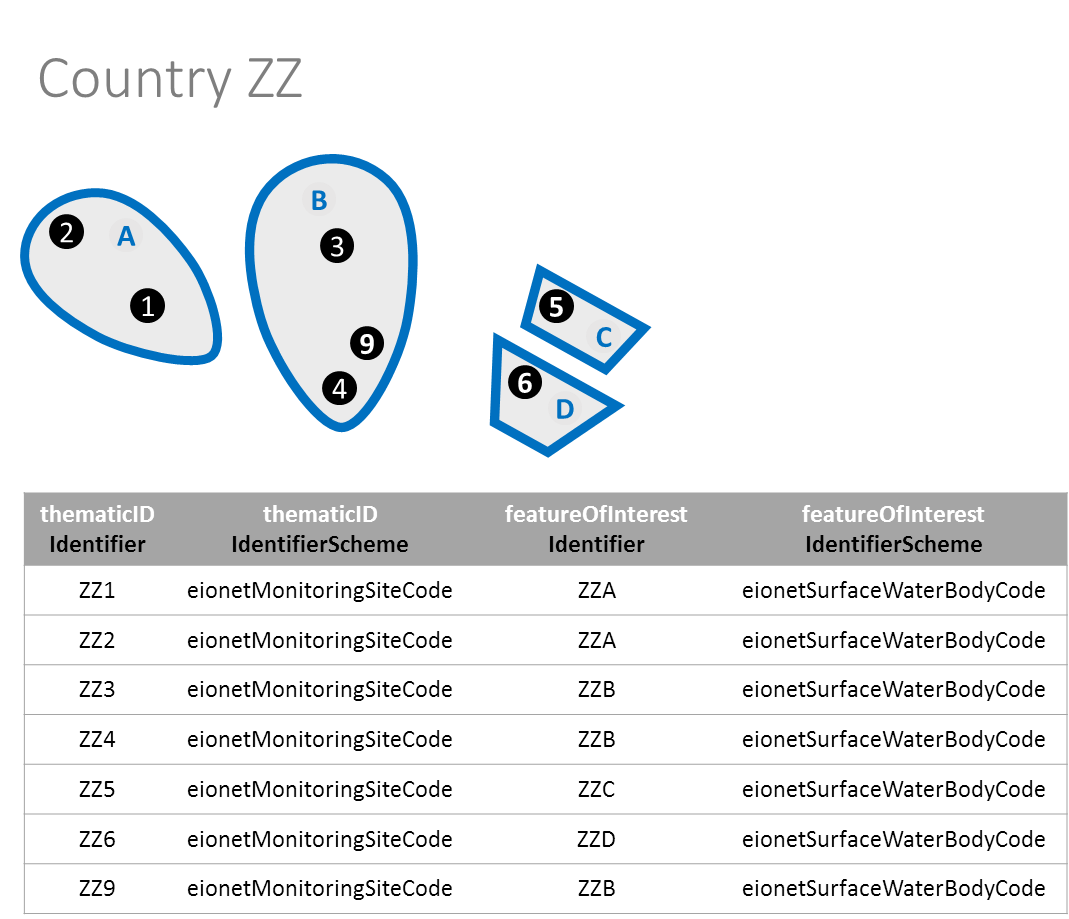 Country ZZ
B
2
A
3
1
5
C
9
6
4
D
thematicID thematicID featureOfInterest featureOfInterest
Identifier IdentifierScheme Identifier IdentifierScheme
ZZ1 eionetMonitoringSiteCode ZZA eionetSurfaceWaterBodyCode
ZZ2 eionetMonitoringSiteCode ZZA eionetSurfaceWaterBodyCode
ZZ3 eionetMonitoringSiteCode ZZB eionetSurfaceWaterBodyCode
ZZ4 eionetMonitoringSiteCode ZZB eionetSurfaceWaterBodyCode
ZZ5 eionetMonitoringSiteCode ZZC eionetSurfaceWaterBodyCode
ZZ6 eionetMonitoringSiteCode ZZD eionetSurfaceWaterBodyCode
ZZ9 eionetMonitoringSiteCode ZZB eionetSurfaceWaterBodyCode